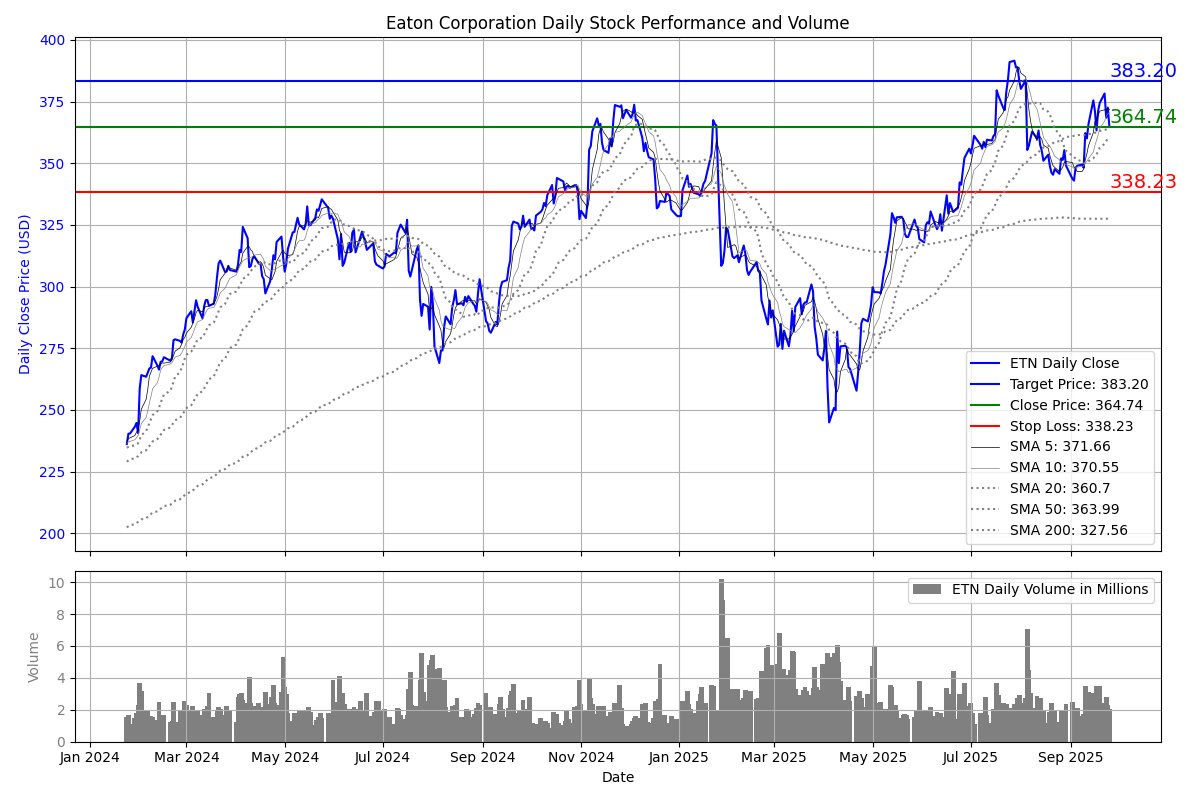 Eaton Corporation Daily Stock Performance and Volume
Daily Close Price (USD)
400
375
350
325
300
275
250
225
200
383.20
364.74
338.23
ETN Daily Close
Target Price: 383.20
Close Price: 364.74
Stop Loss: 338.23
SMA 5: 371.66
SMA 10: 370.55
SMA 20: 360.7
SMA 50: 363.99
SMA 200: 327.56
Volume
10
8
6
4
2
0
ETN Daily Volume in Millions
Jan 2024 Mar 2024 May 2024 Jul 2024 Sep 2024 Nov 2024 Jan 2025 Mar 2025 May 2025 Jul 2025 Sep 2025
Date